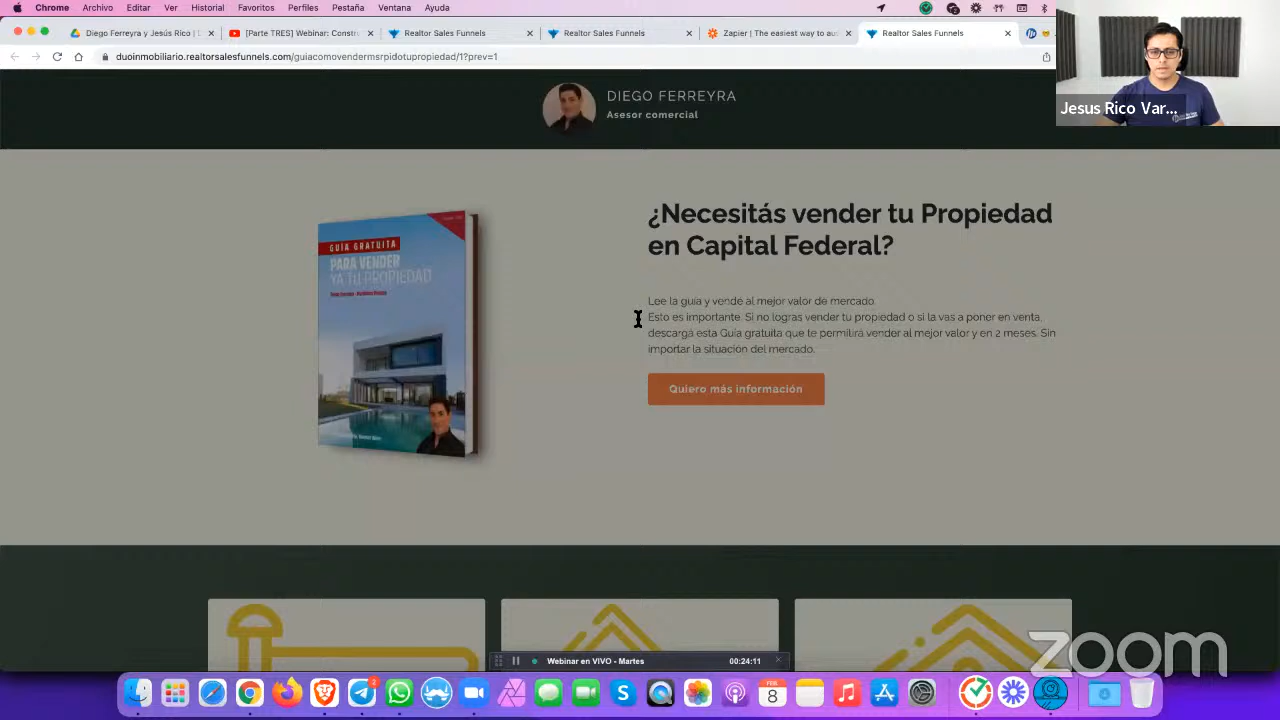 Chrome Archivo Editar Ver Historial Favoritos Perfiles Pestaña Ventana Ayuda
Diego Ferreyra y Jesús Rico |
[Parte TRES] Webinar: Constru
Realtor Sales Funnels
Realtor Sales Funnels
Zapier | The easiest way to au
Realtor Sales Funnels
duoinmobiliario.realtorsalesfunnels.com/guiacomovendermsrpidotupropiedad/1?prev=1
Jesus Rico Var...
DIEGO FERREYRA
Asesor comercial
GUÍA GRATUITA
PARA VENDER
YA TU PROPIEDAD
¿Necesitás vender tu Propiedad
en Capital Federal?
Lee la guía y vende al mejor valor de mercado
Esto es importante. Si no logras vender tu propiedad o si la vas a poner en venta,
descargá esta Guía gratuita que te permitirá vender al mejor valor y en 2 meses. Sin
importar la situación del mercado.
Quiero más información
zoom
Webinar en VIVO - Martes 00:24:11
2
FEB
8